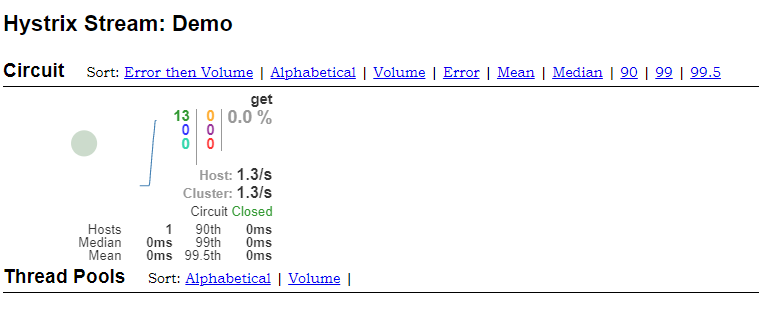 Hystrix Stream: Demo
Circuit Sort: Error then Volume | Alphabetical | Volume | Error | Mean | Median | 90 | 99 | 99.5
get
13 0 0.0 %
0 0
0 0
Host: 1.3/s
Cluster: 1.3/s
Circuit Closed
Hosts 1 90th 0ms
Median 0ms 99th 0ms
Mean 0ms 99.5th 0ms
Thread Pools Sort: Alphabetical | Volume |